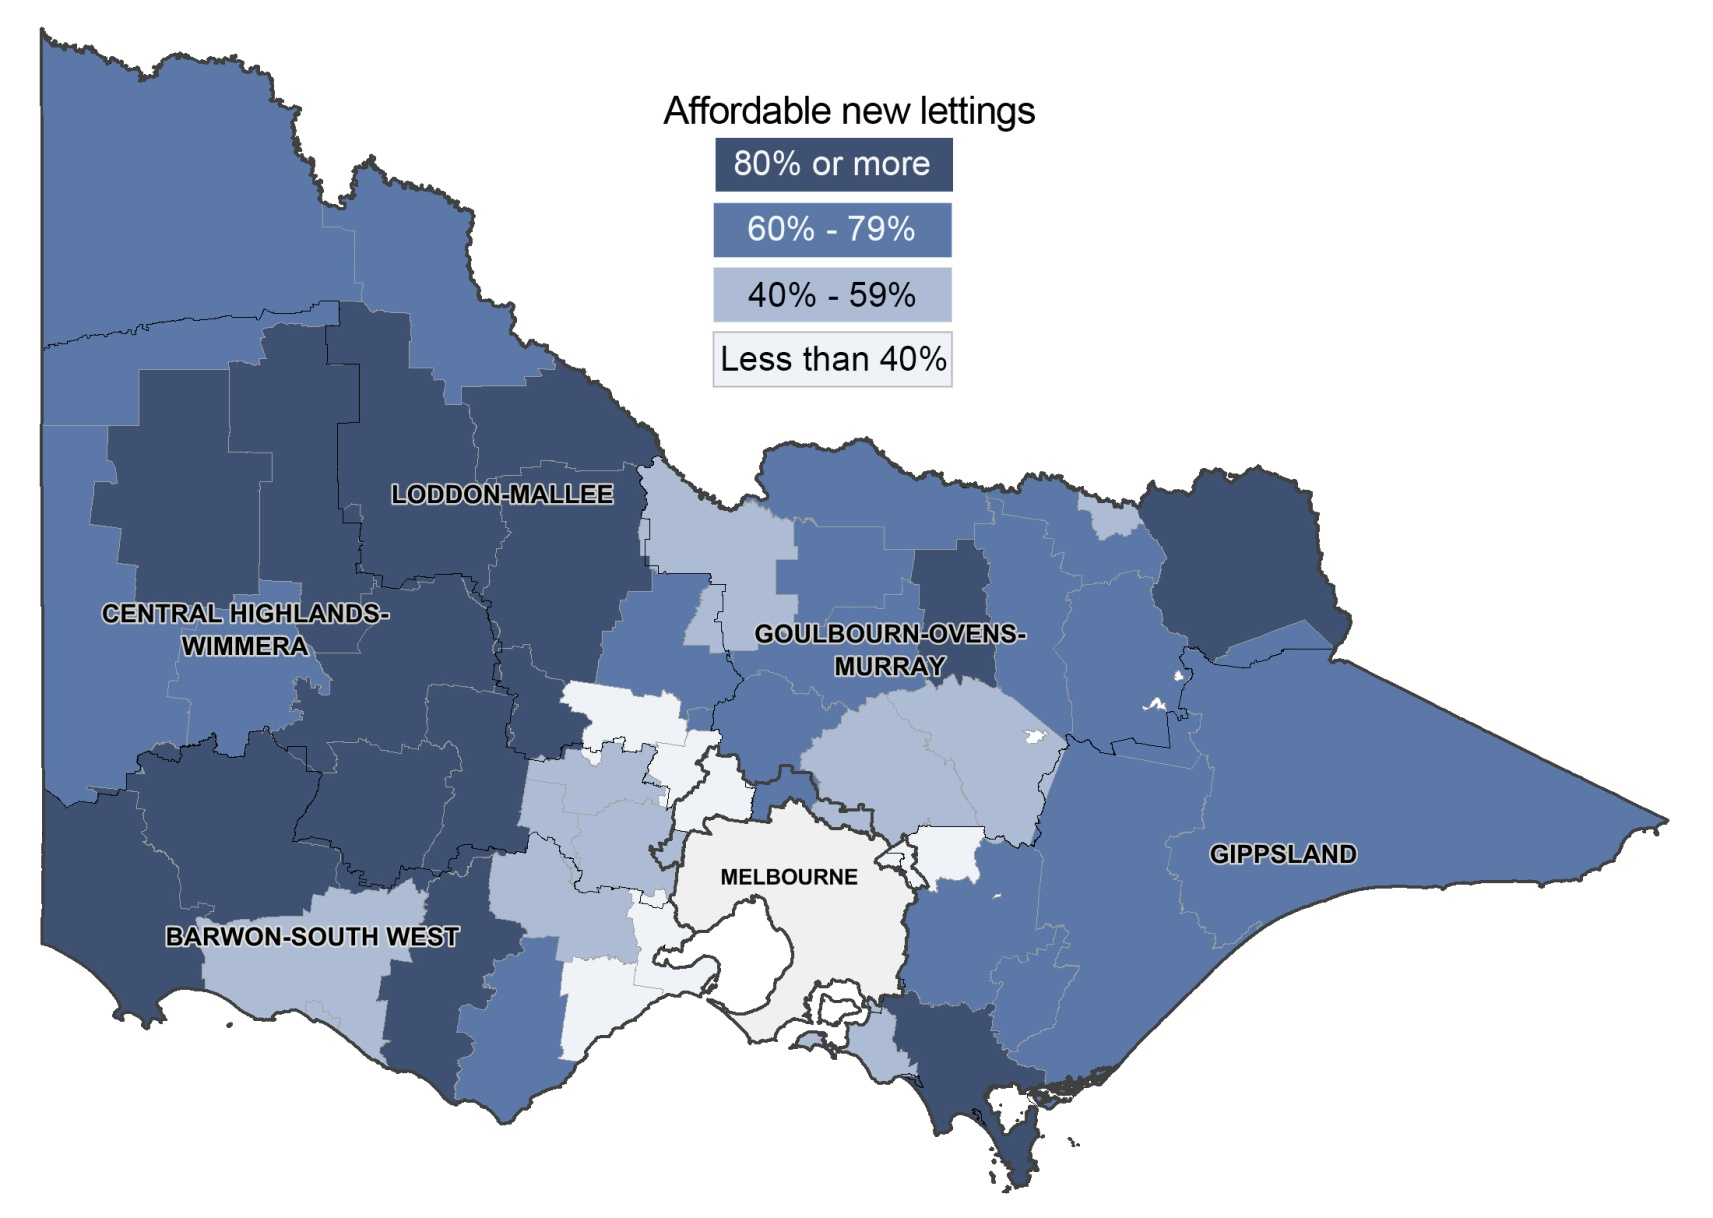 Affordable new lettings
80% or more
60% - 79%
40% - 59%
Less than 40%
LODDON-MALLEE
CENTRAL HIGHLANDS-
WIMMERA
GOULBOURN-OVENS-
MURRAY
GIPPSLAND
MELBOURNE
BARWON-SOUTH WEST